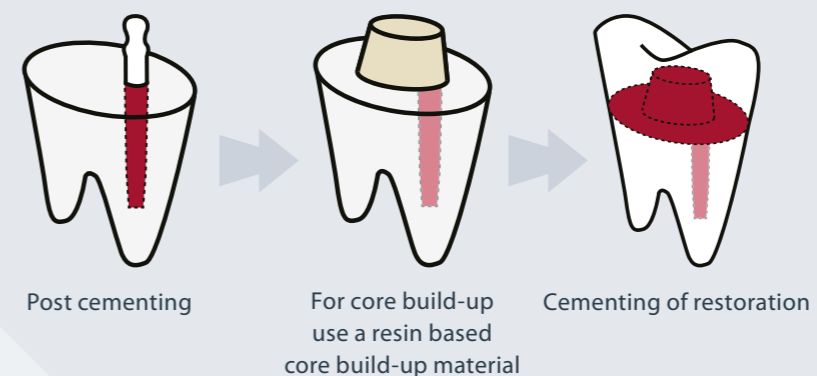 Post cementing
For core build-up
use a resin based
core build-up material
Cementing of restoration